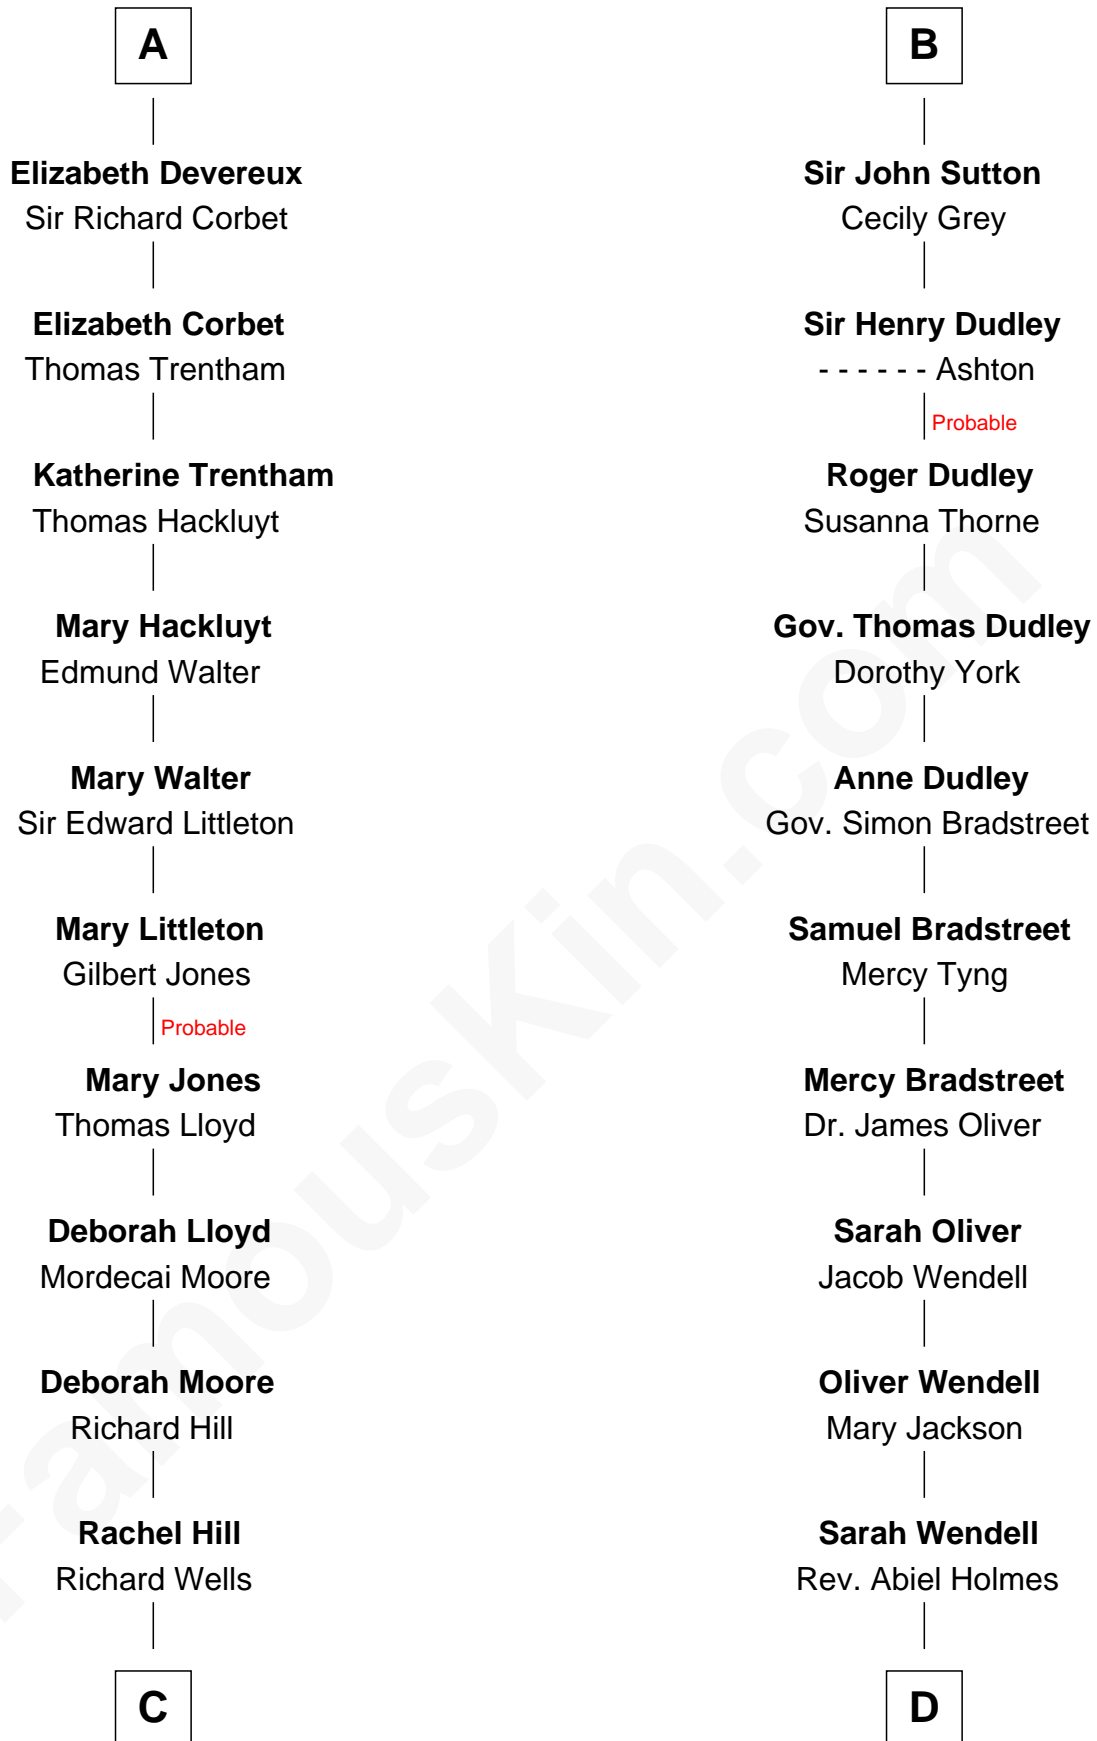 A
Elizabeth Devereux
Sir Richard Corbet
Elizabeth Corbet
Thomas Trentham
Katherine Trentham
Thomas Hackluyt
Mary Hackluyt
Edmund Walter
Mary Walter
Sir Edward Littleton
Mary Littleton
Gilbert Jones
Probable
Mary Jones
Thomas Lloyd
Deborah Lloyd
Mordecai Moore
Deborah Moore
Richard Hill
Rachel Hill
Richard Wells
C
B
Sir John Sutton
Cecily Grey
Sir Henry Dudley
- - - - - - Ashton
Probable
Roger Dudley
Susanna Thorne
Gov. Thomas Dudley
Dorothy York
Anne Dudley
Gov. Simon Bradstreet
Samuel Bradstreet
Mercy Tyng
Mercy Bradstreet
Dr. James Oliver
Sarah Oliver
Jacob Wendell
Oliver Wendell
Mary Jackson
Sarah Wendell
Rev. Abiel Holmes
D
FamousKin.com